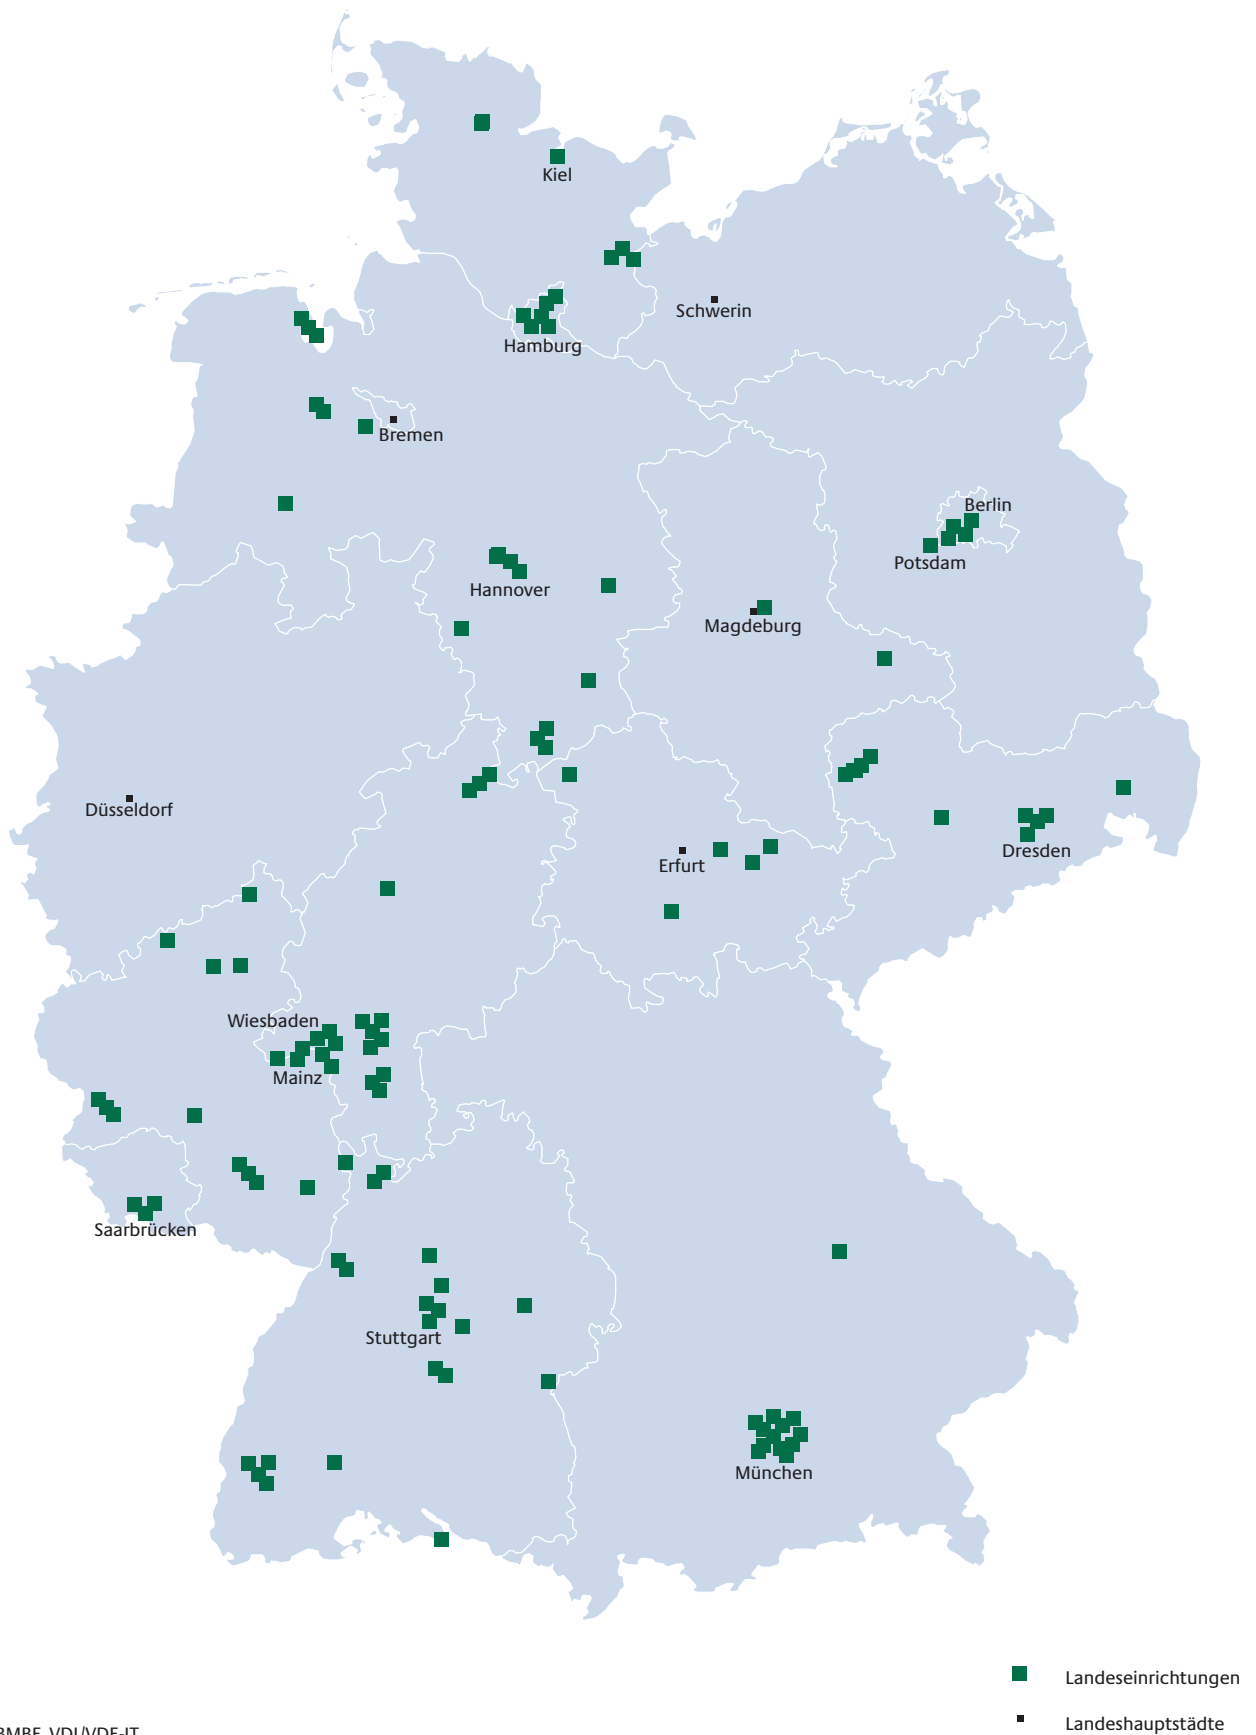 Kiel
Schwerin
Hamburg
Bremen
Berlin
Potsdam
Hannover
Magdeburg
Düsseldorf
Erfurt
Dresden
Wiesbaden
Mainz
Saarbrücken
Stuttgart
München
Landeseinrichtungen
Landeshauptstädte